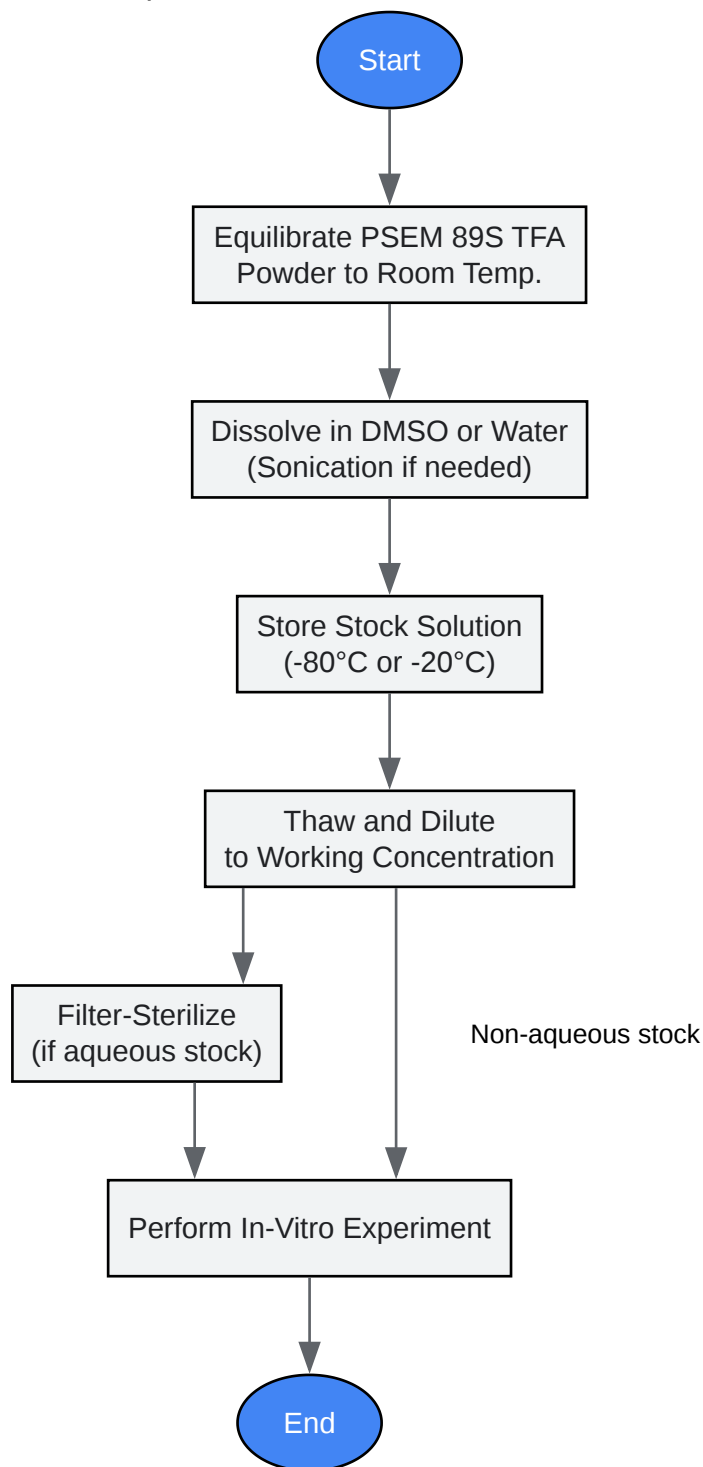 Start
Equilibrate PSEM 89S TFA
Powder to Room Temp.
Dissolve in DMSO or Water
(Sonication if needed)
Store Stock Solution
(-80°C or -20°C)
Thaw and Dilute
to Working Concentration
Filter-Sterilize
(if aqueous stock)
Non-aqueous stock
Perform In-Vitro Experiment
End